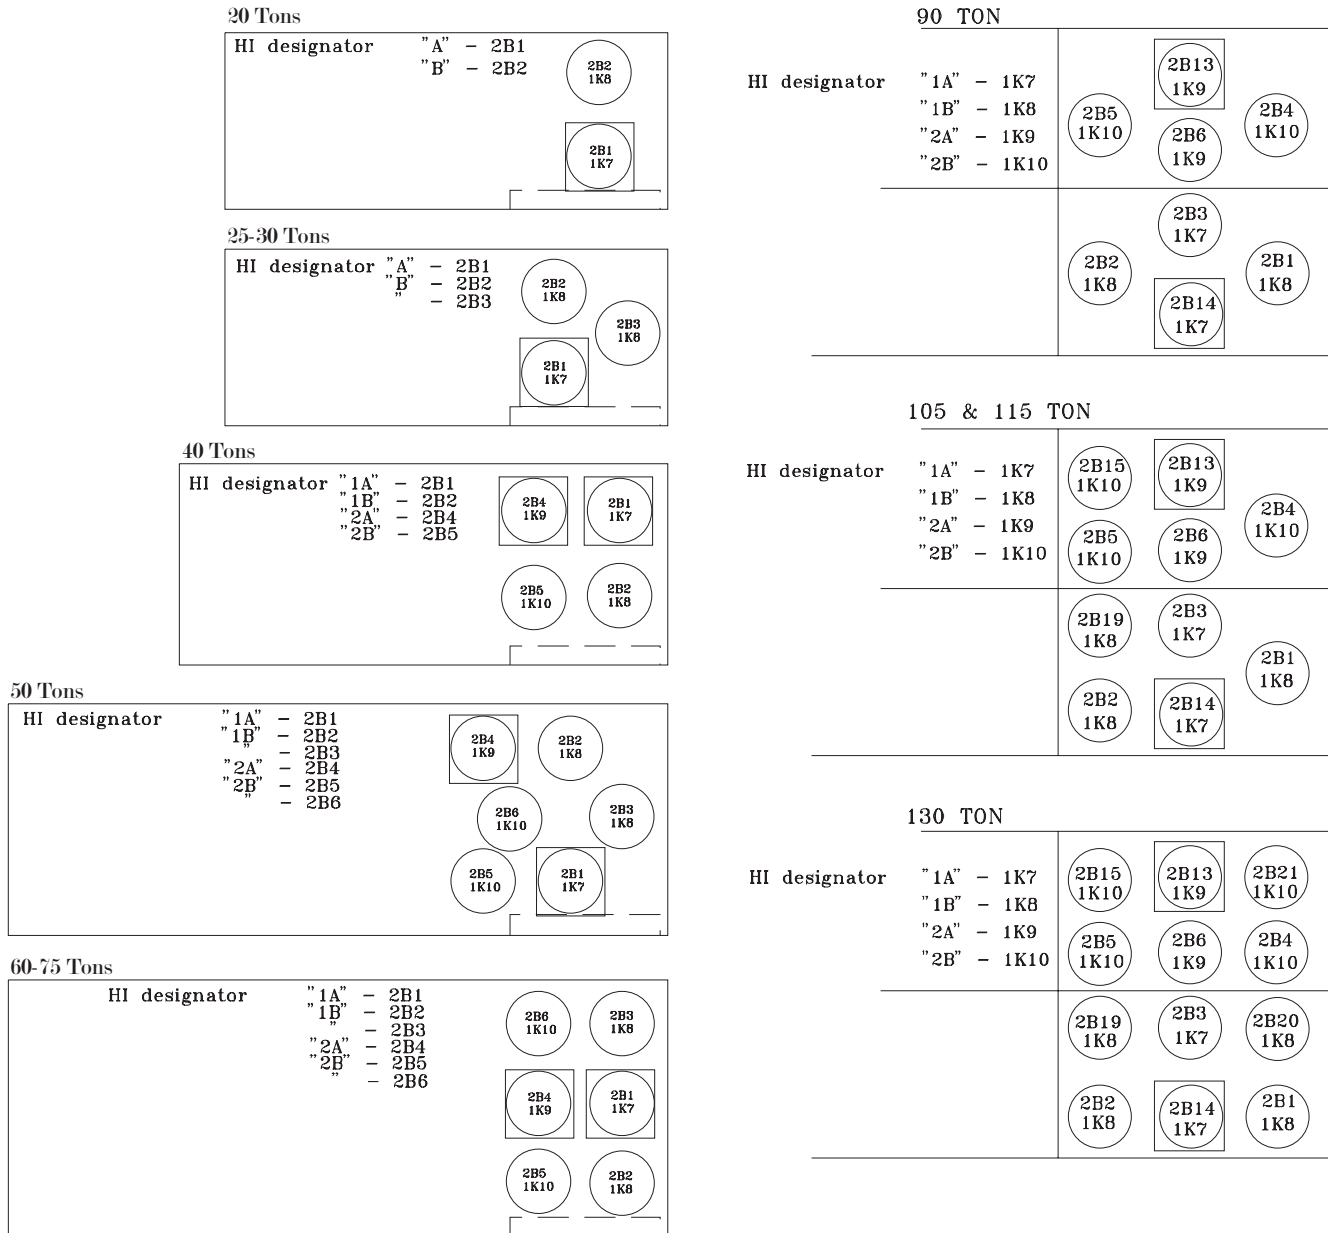 20 Tons
HI designator "A" - 2B1
"B" - 2B2
2B2
1K8
2B1
1K7
25-30 Tons
HI designator "A" - 2B1
"B" - 2B2
" - 2B3
2B2
1K8
2B3
1K8
2B1
1K7
40 Tons
HI designator "1A" - 2B1
"1B" - 2B2
"2A" - 2B4
"2B" - 2B5
2B4
1K9
2B1
1K7
2B5
1K10
2B2
1K8
50 Tons
HI designator "1A" - 2B1
"1B" - 2B2
" - 2B3
"2A" - 2B4
"2B" - 2B5
" - 2B6
2B4
1K9
2B2
1K8
2B6
1K10
2B3
1K8
2B5
1K10
2B1
1K7
60-75 Tons
HI designator "1A" - 2B1
"1B" - 2B2
" - 2B3
"2A" - 2B4
"2B" - 2B5
" - 2B6
2B6
1K10
2B3
1K8
2B4
1K9
2B1
1K7
2B5
1K10
2B2
1K8
90 TON
HI designator "1A" - 1K7
"1B" - 1K8
"2A" - 1K9
"2B" - 1K10
2B13
1K9
2B5
1K10
2B6
1K9
2B4
1K10
2B3
1K7
2B2
1K8
2B1
1K8
2B14
1K7
105 & 115 TON
HI designator "1A" - 1K7
"1B" - 1K8
"2A" - 1K9
"2B" - 1K10
2B15
1K10
2B13
1K9
2B4
1K10
2B5
1K10
2B6
1K9
2B19
1K8
2B3
1K7
2B1
1K8
2B2
1K8
2B14
1K7
130 TON
HI designator "1A" - 1K7
"1B" - 1K8
"2A" - 1K9
"2B" - 1K10
2B15
1K10
2B13
1K9
2B21
1K10
2B5
1K10
2B6
1K9
2B4
1K10
2B19
1K8
2B3
1K7
2B20
1K8
2B2
1K8
2B14
1K7
2B1
1K8